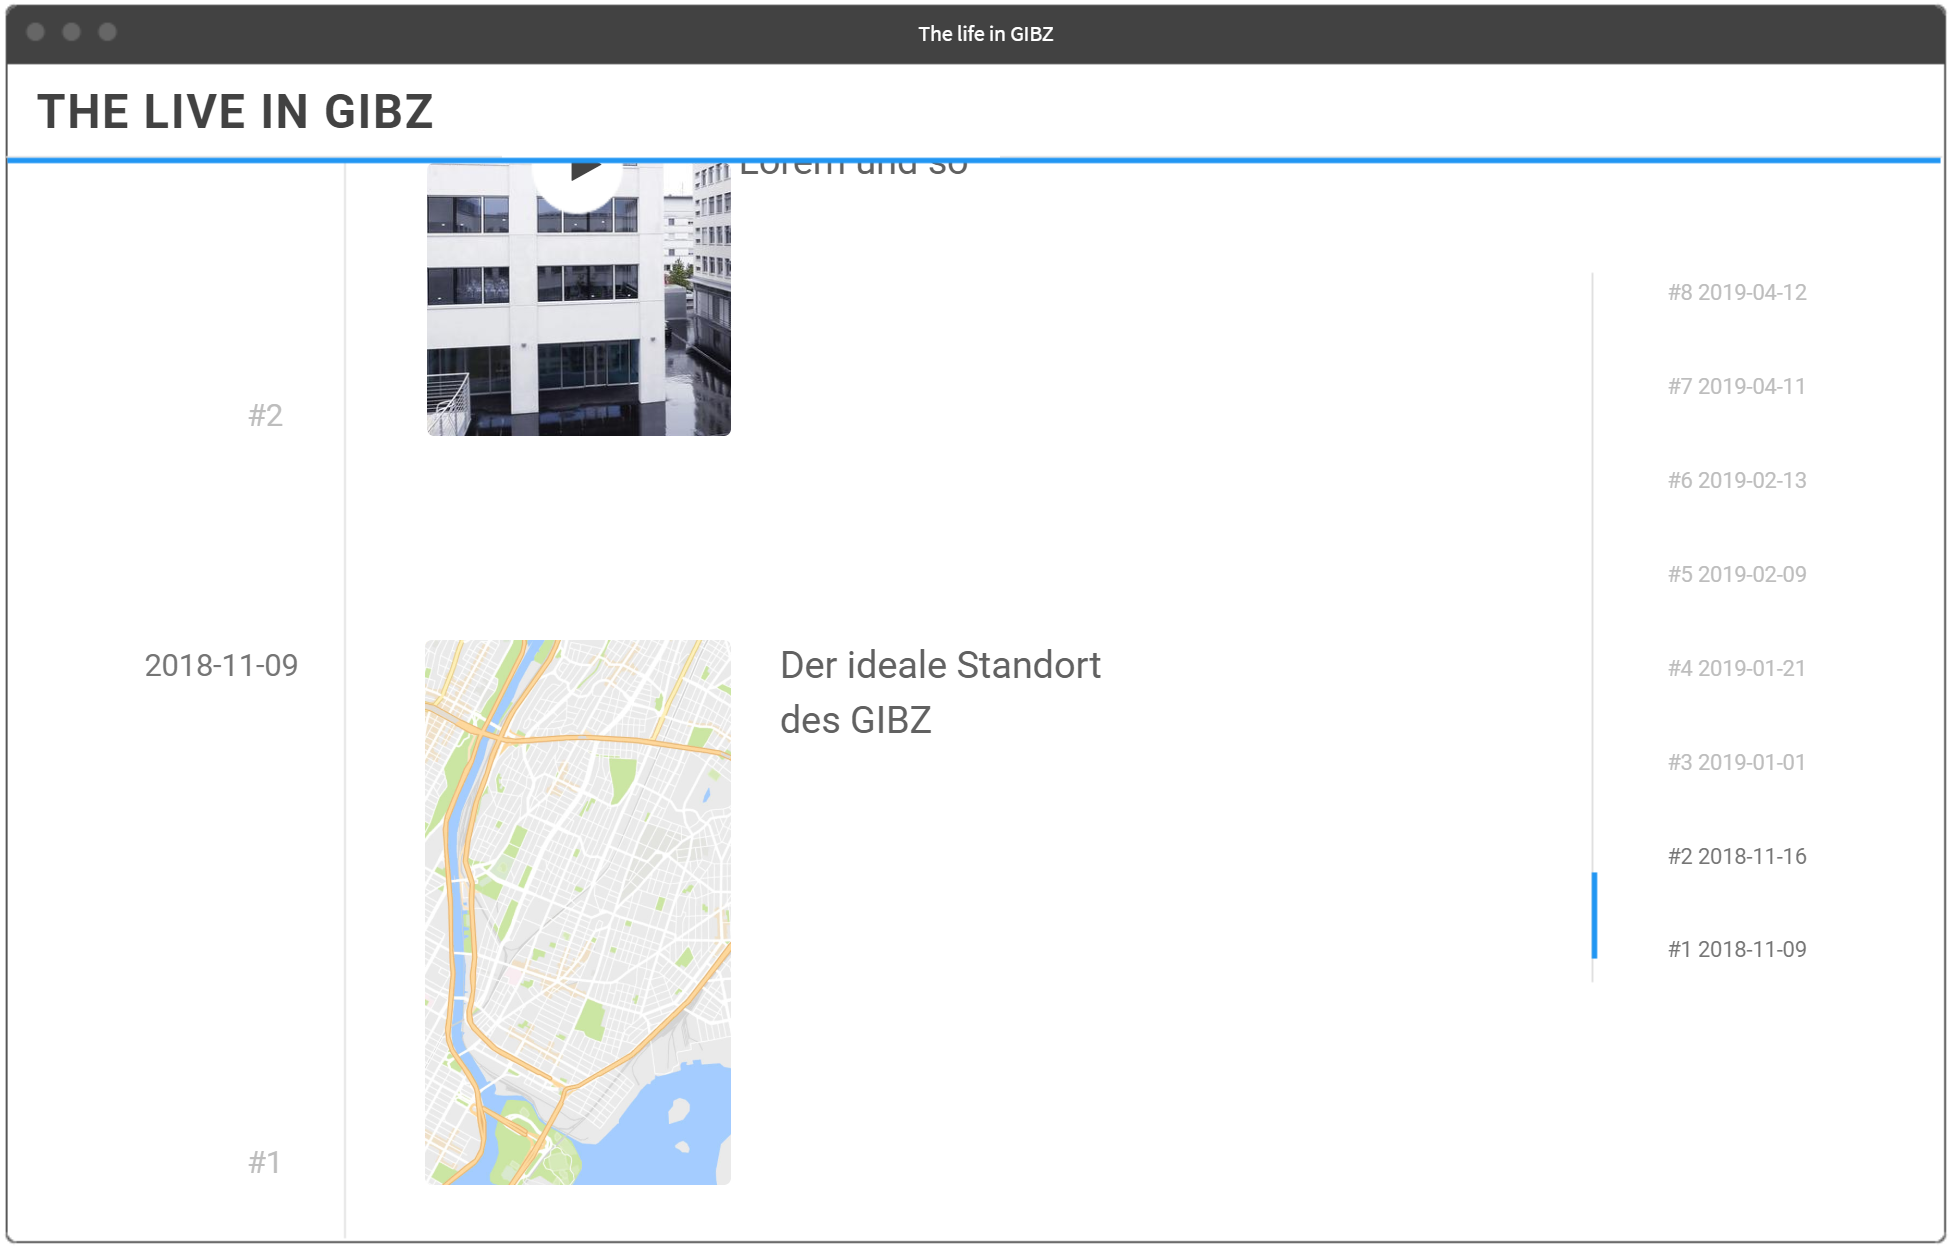 The life in GIBZ
THE LIVE IN GIBZ
Lorem und so
#2
2018-11-09
Der ideale Standort
des GIBZ
#1
#8 2019-04-12
#7 2019-04-11
#6 2019-02-13
#5 2019-02-09
#4 2019-01-21
#3 2019-01-01
#2 2018-11-16
#1 2018-11-09